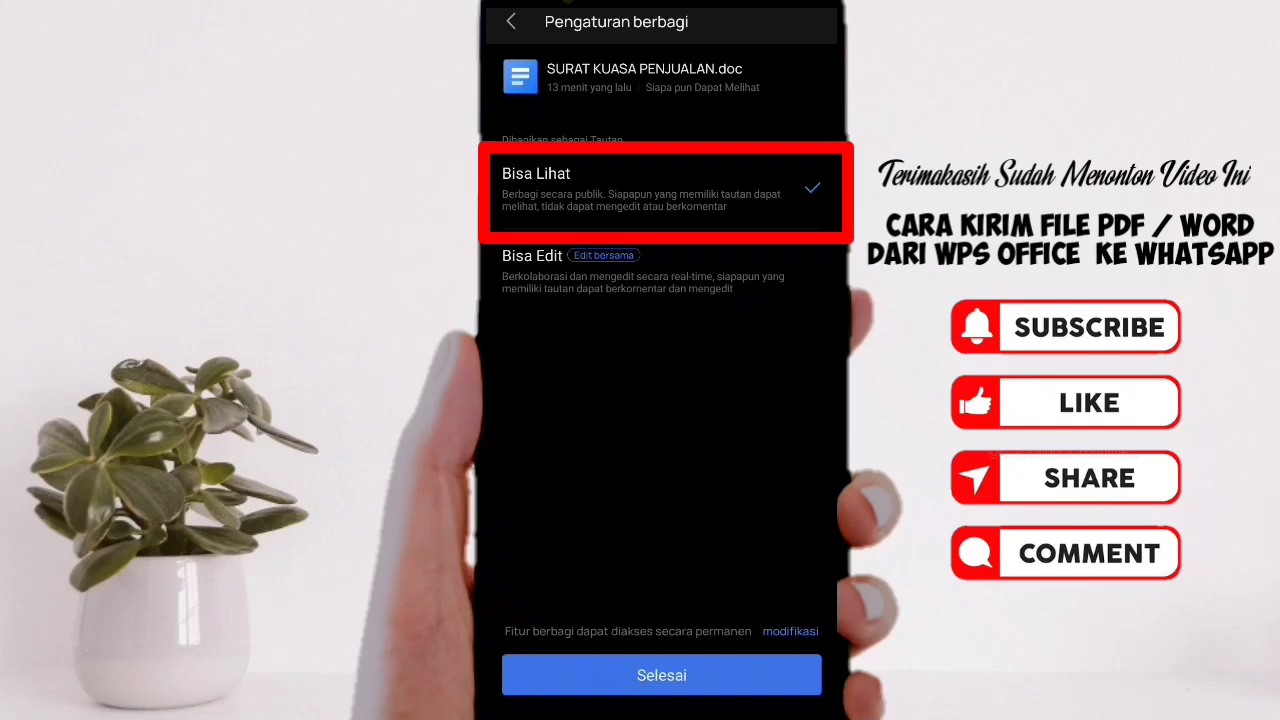 Pengaturan berbagi
SURAT KUASA PENJUALAN.doc
13 menit yang lalu | Siapa pun Dapat Melihat
Dibagikan sebagai Tautan
Bisa Lihat
Berbagi secara publik. Siapapun yang memiliki tautan dapat
melihat, tidak dapat mengedit atau berkomentar
Bisa Edit Edit bersama
Berkolaborasi dan mengedit secara real-time, siapapun yang
memiliki tautan dapat berkomentar dan mengedit
Fitur berbagi dapat diakses secara permanen modifikasi
Selesai
Terimakasih Sudah Menonton Video Ini
CARA KIRIM FILE PDF / WORD
DARI WPS OFFICE KE WHATSAPP
SUBSCRIBE
LIKE
SHARE
COMMENT